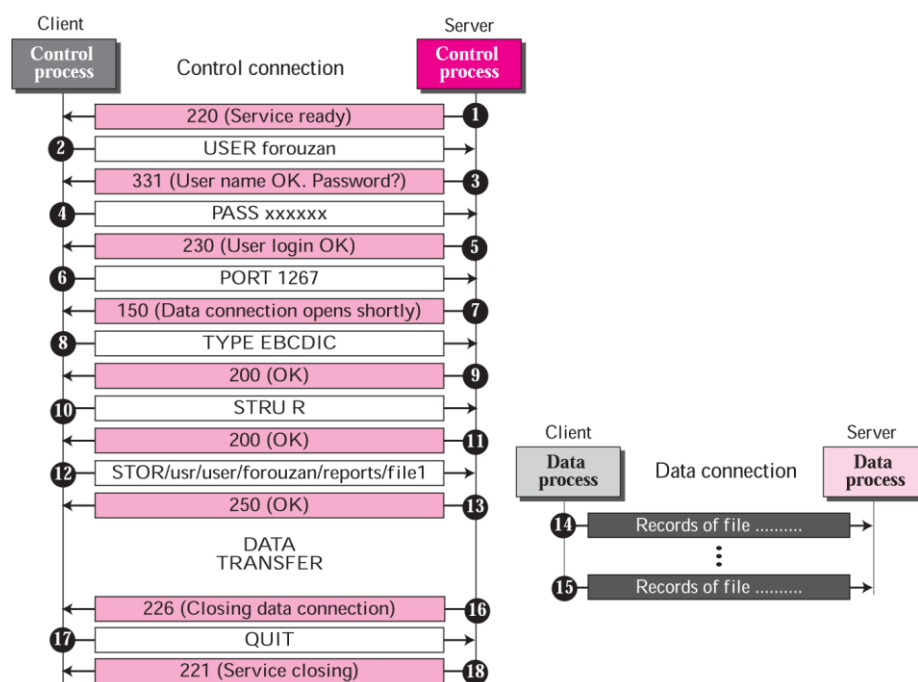 Client
Server
Control
process
Control connection
Control
process
220 (Service ready)
1
2
USER forouzan
331 (User name OK. Password?)
3
4
PASS xxxxxx
230 (User login OK)
5
6
PORT 1267
150 (Data connection opens shortly)
7
8
TYPE EBCDIC
200 (OK)
9
10
STRU R
200 (OK)
11
12
STOR/usr/user/forouzan/reports/file1
250 (OK)
13
DATA
TRANSFER
226 (Closing data connection)
16
17
QUIT
221 (Service closing)
18
Client
Server
Data
process
Data connection
Data
process
14
Records of file ..........
15
Records of file ..........